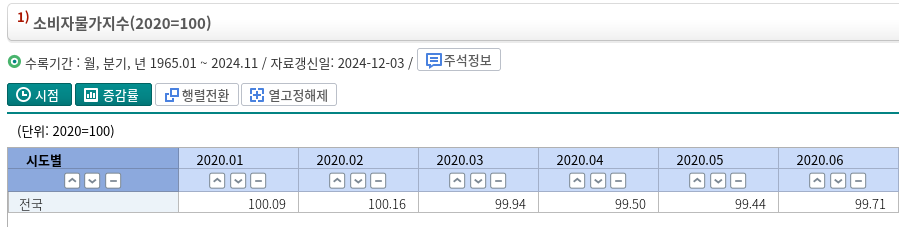 1) 소비자물가지수(2020=100)
수록기간 : 월, 분기, 년 1965.01 ~ 2024.11 / 자료갱신일: 2024-12-03 / 주석정보
시점 증감률 행렬전환 열고정해제
(단위: 2020=100)
시도별 2020.01 2020.02 2020.03 2020.04 2020.05 2020.06
전국 100.09 100.16 99.94 99.50 99.44 99.71